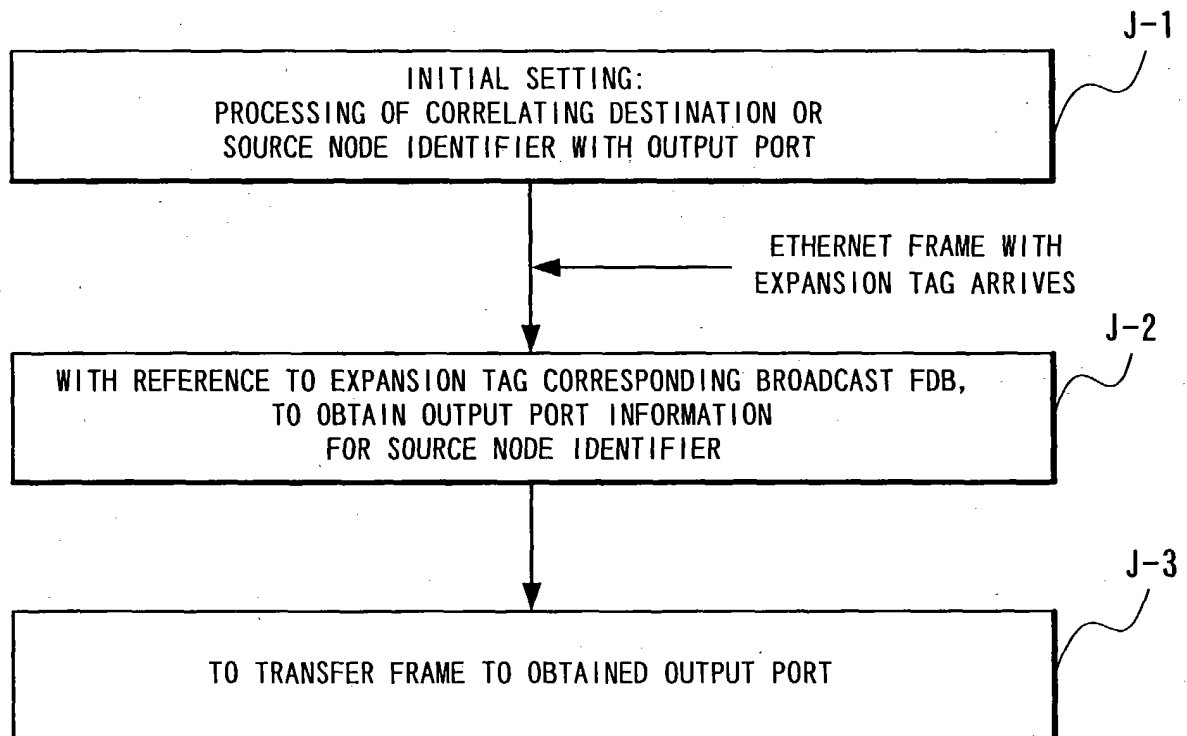 J-1
INITIAL SETTING:
PROCESSING OF CORRELATING DESTINATION OR
SOURCE NODE IDENTIFIER WITH OUTPUT PORT
ETHERNET FRAME WITH
EXPANSION TAG ARRIVES
J-2
WITH REFERENCE TO EXPANSION TAG CORRESPONDING BROADCAST FDB,
TO OBTAIN OUTPUT PORT INFORMATION
FOR SOURCE NODE IDENTIFIER
J-3
TO TRANSFER FRAME TO OBTAINED OUTPUT PORT